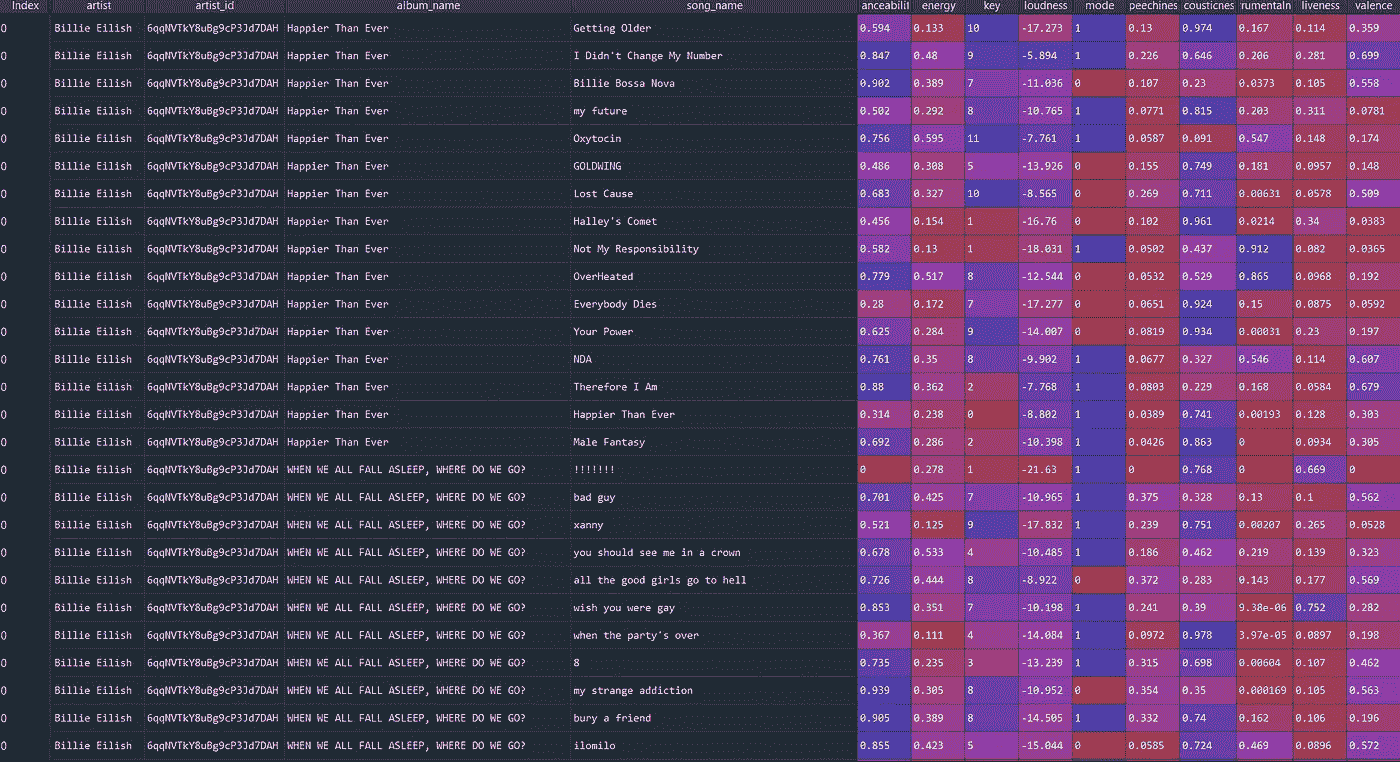 Index artist artist_id album_name song_name anceabilit energy key loudness mode peechines cousticnes rumentaln liveness valence
0 Billie Eilish 6qqNVTkY8uBg9cP3Jd7DAH Happier Than Ever Getting Older 0.594 0.133 10 -17.273 1 0.13 0.974 0.167 0.114 0.359
0 Billie Eilish 6qqNVTkY8uBg9cP3Jd7DAH Happier Than Ever I Didn't Change My Number 0.847 0.48 9 -5.894 1 0.226 0.646 0.206 0.281 0.699
0 Billie Eilish 6qqNVTkY8uBg9cP3Jd7DAH Happier Than Ever Billie Bossa Nova 0.902 0.389 7 -11.036 0 0.107 0.23 0.0373 0.105 0.558
0 Billie Eilish 6qqNVTkY8uBg9cP3Jd7DAH Happier Than Ever my future 0.502 0.292 8 -10.765 1 0.0771 0.815 0.203 0.311 0.0781
0 Billie Eilish 6qqNVTkY8uBg9cP3Jd7DAH Happier Than Ever Oxytocin 0.756 0.595 11 -7.761 1 0.0587 0.091 0.547 0.148 0.174
0 Billie Eilish 6qqNVTkY8uBg9cP3Jd7DAH Happier Than Ever GOLDWING 0.486 0.308 5 -13.926 0 0.155 0.749 0.181 0.0957 0.148
0 Billie Eilish 6qqNVTkY8uBg9cP3Jd7DAH Happier Than Ever Lost Cause 0.683 0.327 10 -8.565 0 0.269 0.711 0.00631 0.0578 0.509
0 Billie Eilish 6qqNVTkY8uBg9cP3Jd7DAH Happier Than Ever Halley's Comet 0.456 0.154 1 -16.76 0 0.102 0.961 0.0214 0.34 0.0383
0 Billie Eilish 6qqNVTkY8uBg9cP3Jd7DAH Happier Than Ever Not My Responsibility 0.582 0.13 1 -18.031 1 0.0502 0.437 0.912 0.082 0.0365
0 Billie Eilish 6qqNVTkY8uBg9cP3Jd7DAH Happier Than Ever OverHeated 0.779 0.517 8 -12.544 0 0.0532 0.529 0.865 0.0968 0.192
0 Billie Eilish 6qqNVTkY8uBg9cP3Jd7DAH Happier Than Ever Everybody Dies 0.28 0.172 7 -17.277 0 0.0651 0.924 0.15 0.0875 0.0592
0 Billie Eilish 6qqNVTkY8uBg9cP3Jd7DAH Happier Than Ever Your Power 0.625 0.284 9 -14.007 0 0.0819 0.934 0.00031 0.23 0.197
0 Billie Eilish 6qqNVTkY8uBg9cP3Jd7DAH Happier Than Ever NDA 0.761 0.35 8 -9.902 1 0.0677 0.327 0.546 0.114 0.607
0 Billie Eilish 6qqNVTkY8uBg9cP3Jd7DAH Happier Than Ever Therefore I Am 0.88 0.362 2 -7.768 1 0.0803 0.229 0.168 0.0584 0.679
0 Billie Eilish 6qqNVTkY8uBg9cP3Jd7DAH Happier Than Ever Happier Than Ever 0.314 0.238 0 -8.802 1 0.0389 0.741 0.00193 0.128 0.303
0 Billie Eilish 6qqNVTkY8uBg9cP3Jd7DAH Happier Than Ever Male Fantasy 0.692 0.286 2 -10.398 1 0.0426 0.863 0 0.0934 0.305
0 Billie Eilish 6qqNVTkY8uBg9cP3Jd7DAH WHEN WE ALL FALL ASLEEP, WHERE DO WE GO? !!!!!!! 0 0.278 1 -21.63 1 0 0.768 0 0.669 0
0 Billie Eilish 6qqNVTkY8uBg9cP3Jd7DAH WHEN WE ALL FALL ASLEEP, WHERE DO WE GO? bad guy 0.701 0.425 7 -10.965 1 0.375 0.328 0.13 0.1 0.562
0 Billie Eilish 6qqNVTkY8uBg9cP3Jd7DAH WHEN WE ALL FALL ASLEEP, WHERE DO WE GO? xanny 0.521 0.125 9 -17.832 1 0.239 0.751 0.00207 0.265 0.0528
0 Billie Eilish 6qqNVTkY8uBg9cP3Jd7DAH WHEN WE ALL FALL ASLEEP, WHERE DO WE GO? you should see me in a crown 0.678 0.533 4 -10.485 1 0.186 0.462 0.219 0.139 0.323
0 Billie Eilish 6qqNVTkY8uBg9cP3Jd7DAH WHEN WE ALL FALL ASLEEP, WHERE DO WE GO? all the good girls go to hell 0.726 0.444 8 -8.922 0 0.372 0.283 0.143 0.177 0.569
0 Billie Eilish 6qqNVTkY8uBg9cP3Jd7DAH WHEN WE ALL FALL ASLEEP, WHERE DO WE GO? wish you were gay 0.853 0.351 7 -10.198 1 0.241 0.39 9.38e-06 0.752 0.282
0 Billie Eilish 6qqNVTkY8uBg9cP3Jd7DAH WHEN WE ALL FALL ASLEEP, WHERE DO WE GO? when the party's over 0.367 0.111 4 -14.084 1 0.0972 0.978 3.97e-05 0.0897 0.198
0 Billie Eilish 6qqNVTkY8uBg9cP3Jd7DAH WHEN WE ALL FALL ASLEEP, WHERE DO WE GO? 8 0.735 0.235 3 -13.239 1 0.315 0.698 0.00604 0.107 0.462
0 Billie Eilish 6qqNVTkY8uBg9cP3Jd7DAH WHEN WE ALL FALL ASLEEP, WHERE DO WE GO? my strange addiction 0.939 0.305 8 -10.952 0 0.354 0.35 0.000169 0.105 0.563
0 Billie Eilish 6qqNVTkY8uBg9cP3Jd7DAH WHEN WE ALL FALL ASLEEP, WHERE DO WE GO? bury a friend 0.905 0.389 8 -14.505 1 0.332 0.74 0.162 0.106 0.196
0 Billie Eilish 6qqNVTkY8uBg9cP3Jd7DAH WHEN WE ALL FALL ASLEEP, WHERE DO WE GO? ilomilo 0.855 0.423 5 -15.044 0 0.0585 0.724 0.469 0.0896 0.572